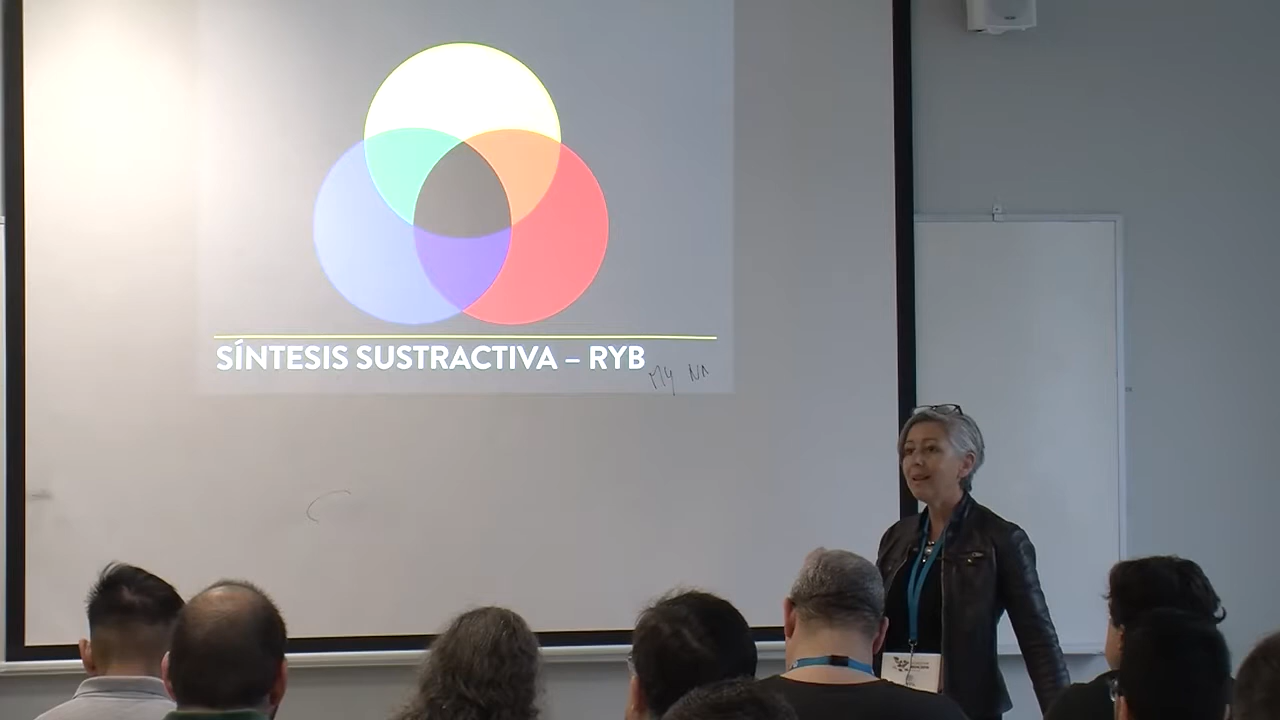 SÍNTESIS SUSTRACTIVA – RYB